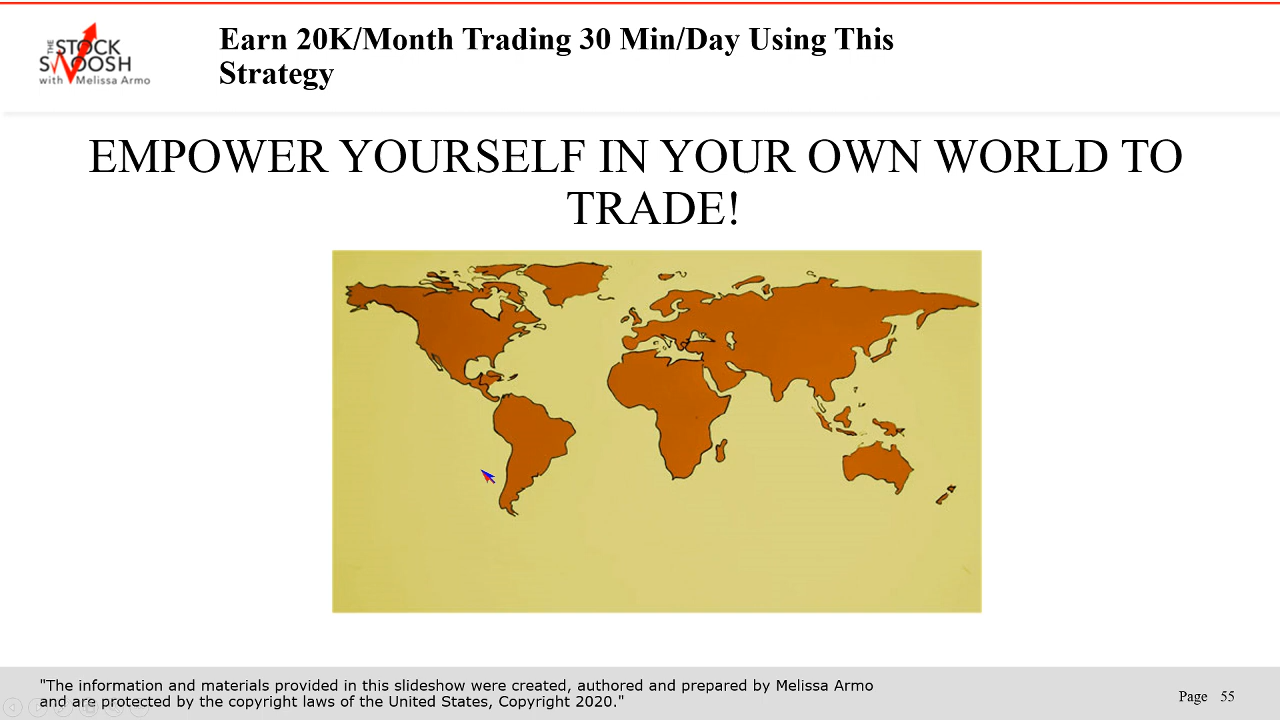 THE
STOCK
SWOOSH
with Melissa Armo
Earn 20K/Month Trading 30 Min/Day Using This
Strategy
EMPOWER YOURSELF IN YOUR OWN WORLD TO
TRADE!
"The information and materials provided in this slideshow were created, authored and prepared by Melissa Armo
and are protected by the copyright laws of the United States, Copyright 2020."
Page 55